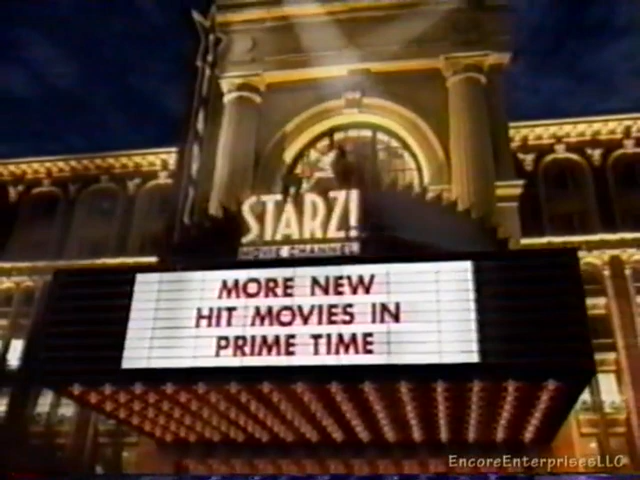 STARZ!
MOVIE CHANNEL
MORE NEW
HIT MOVIES IN
PRIME TIME
EncoreEnterprisesLLC